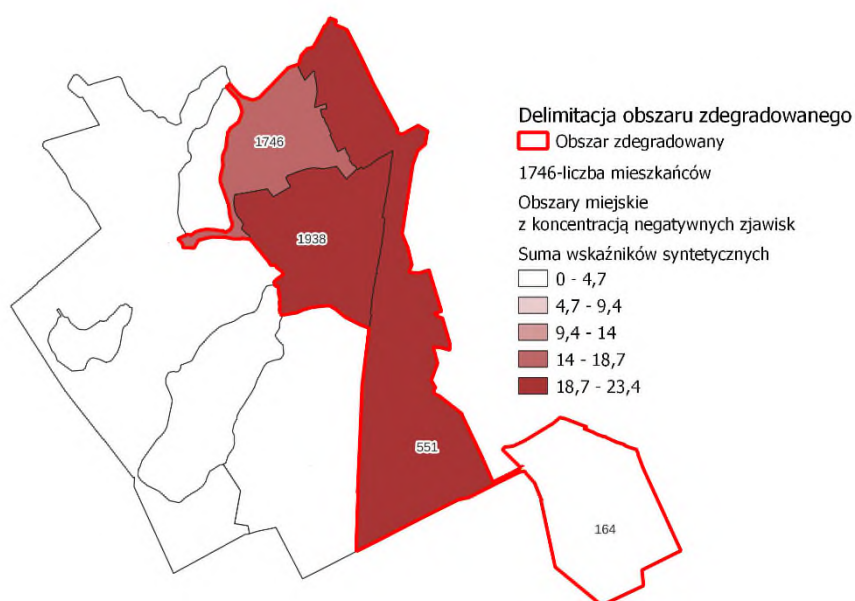 Delimitacja obszaru zdegradowanego
Obszar zdegradowany
1746-liczba mieszkańców
Obszary miejskie
z koncentracją negatywnych zjawisk
Suma wskaźników syntetycznych
0 - 4,7
4,7 - 9,4
9,4 - 14
14 - 18,7
18,7 - 23,4
1746
1938
551
164